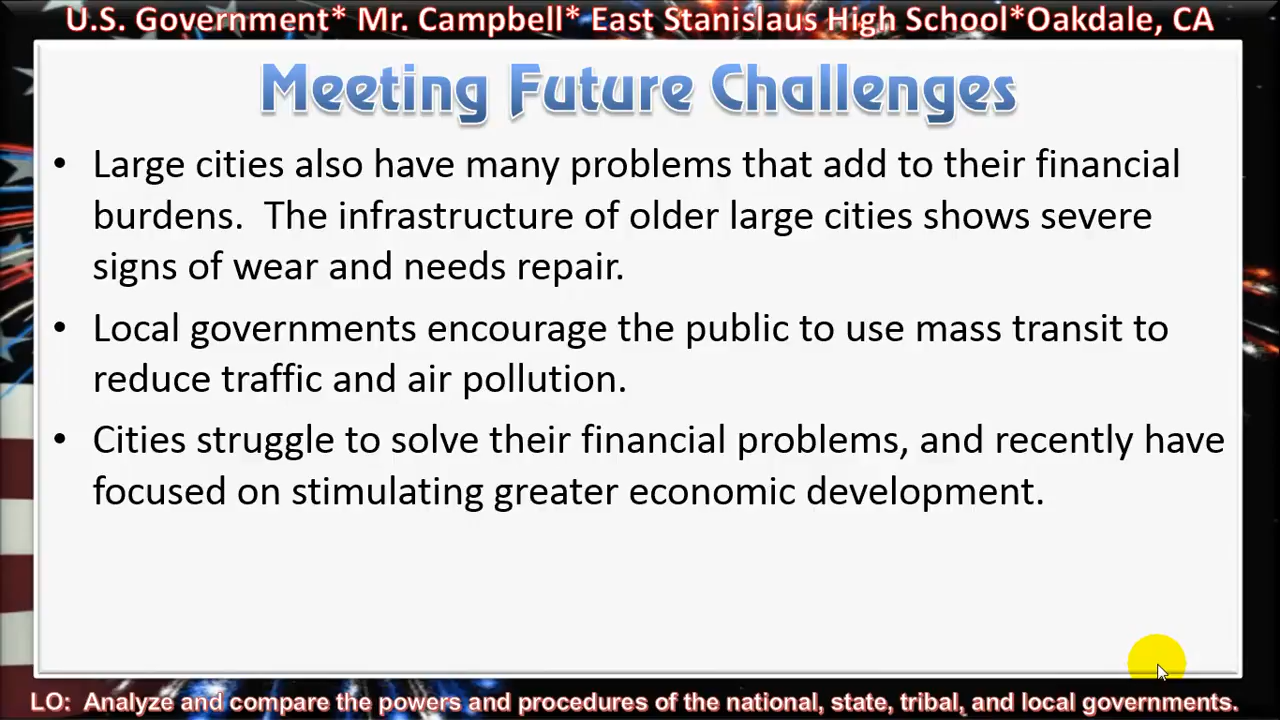 U.S. Government* Mr. Campbell* East Stanislaus High School*Oakdale, CA
Meeting Future Challenges
• Large cities also have many problems that add to their financial
burdens.  The infrastructure of older large cities shows severe
signs of wear and needs repair.
• Local governments encourage the public to use mass transit to
reduce traffic and air pollution.
• Cities struggle to solve their financial problems, and recently have
focused on stimulating greater economic development.
LO:  Analyze and compare the powers and procedures of the national, state, tribal, and local governments.